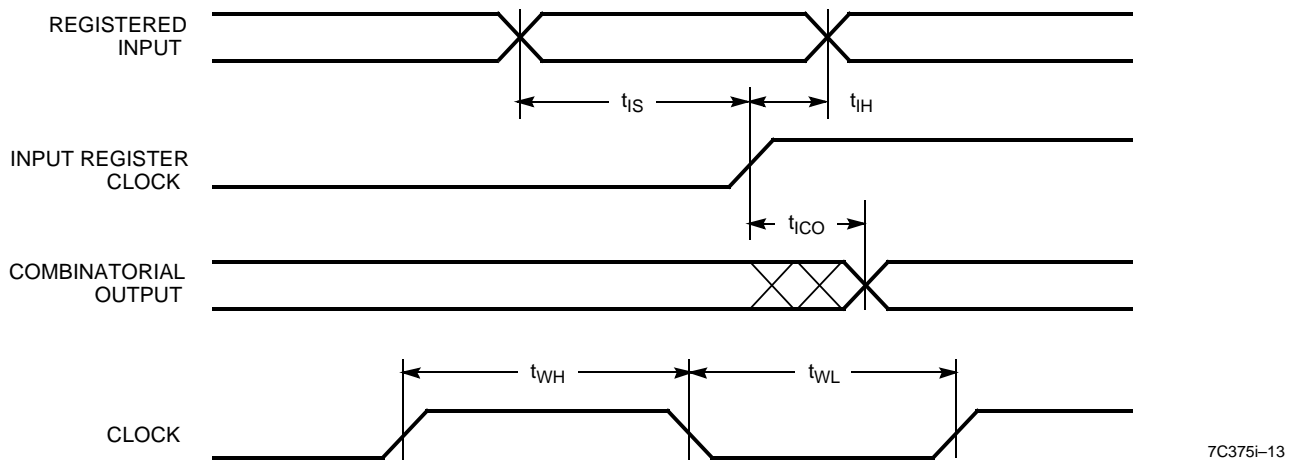 REGISTERED
INPUT
tIS
tIH
INPUT REGISTER
CLOCK
tICO
COMBINATORIAL
OUTPUT
tWH
tWL
CLOCK
7C375i–13